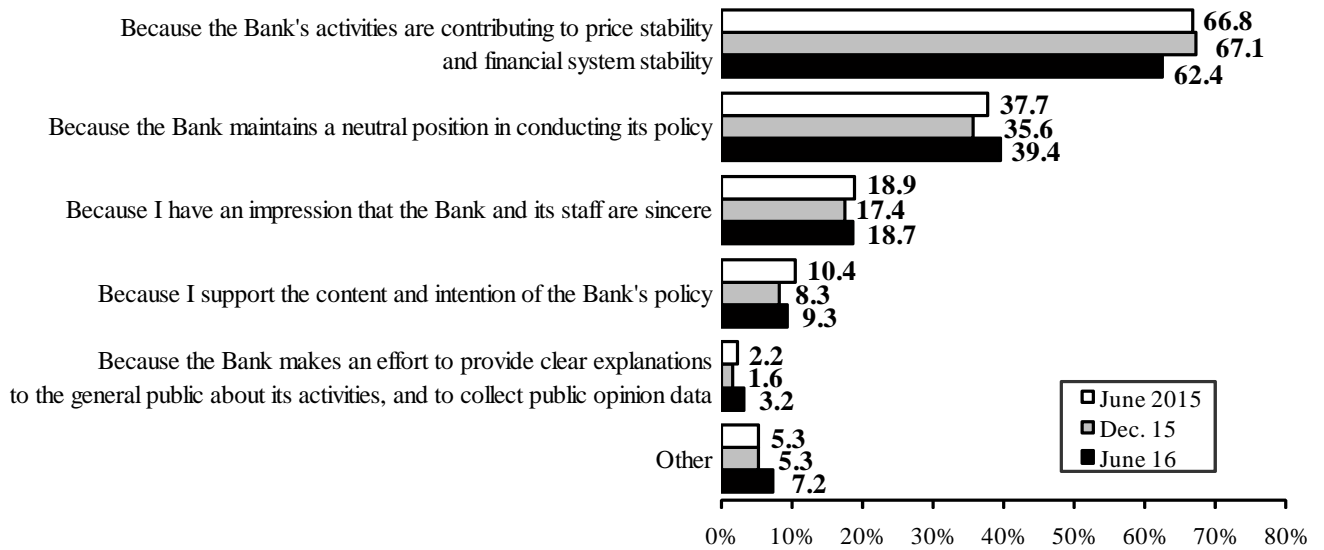 Because the Bank's activities are contributing to price stability
and financial system stability
66.8
67.1
62.4
Because the Bank maintains a neutral position in conducting its policy
37.7
35.6
39.4
Because I have an impression that the Bank and its staff are sincere
18.9
17.4
18.7
Because I support the content and intention of the Bank's policy
10.4
8.3
9.3
Because the Bank makes an effort to provide clear explanations
to the general public about its activities, and to collect public opinion data
2.2
1.6
3.2
Other
5.3
5.3
7.2
June 2015
Dec. 15
June 16
0% 10% 20% 30% 40% 50% 60% 70% 80%